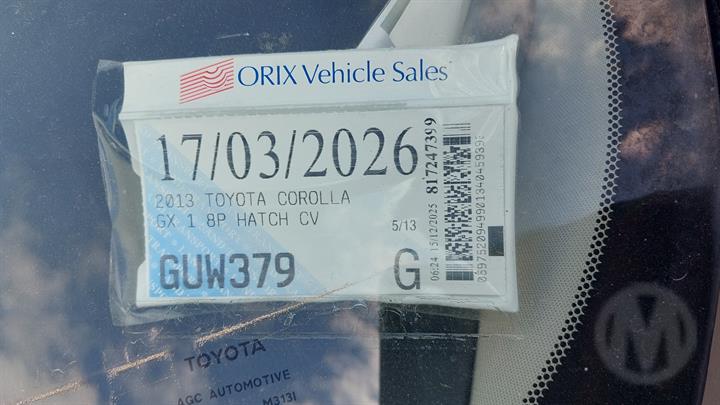 ORIX Vehicle Sales
17/03/2026
2013 TOYOTA COROLLA
GX 1 8P HATCH CV
5/13
GUW379
G
817247399
06:24 15/12/2025
TOYOTA
AGC AUTOMOTIVE
M313I
M